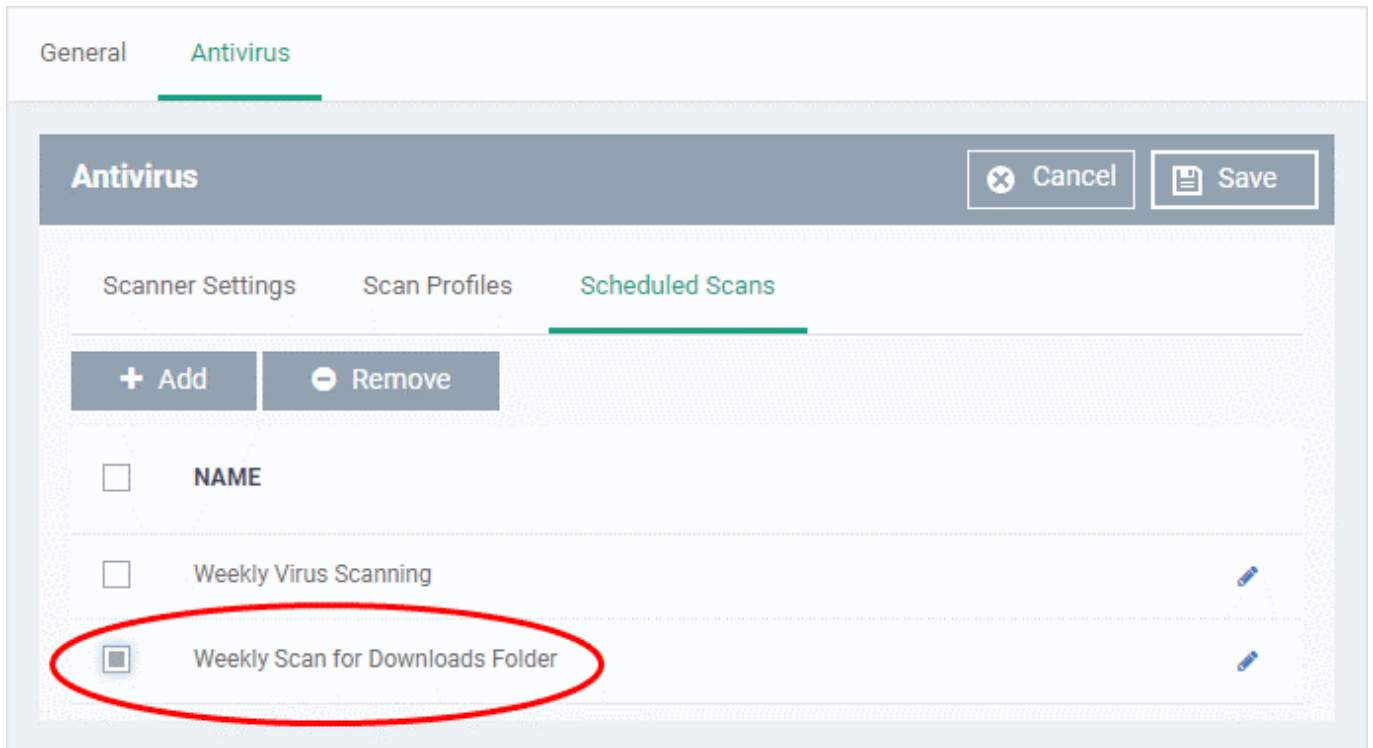 General Antivirus
Antivirus Cancel Save
Scanner Settings Scan Profiles Scheduled Scans
Add Remove
NAME
Weekly Virus Scanning
Weekly Scan for Downloads Folder